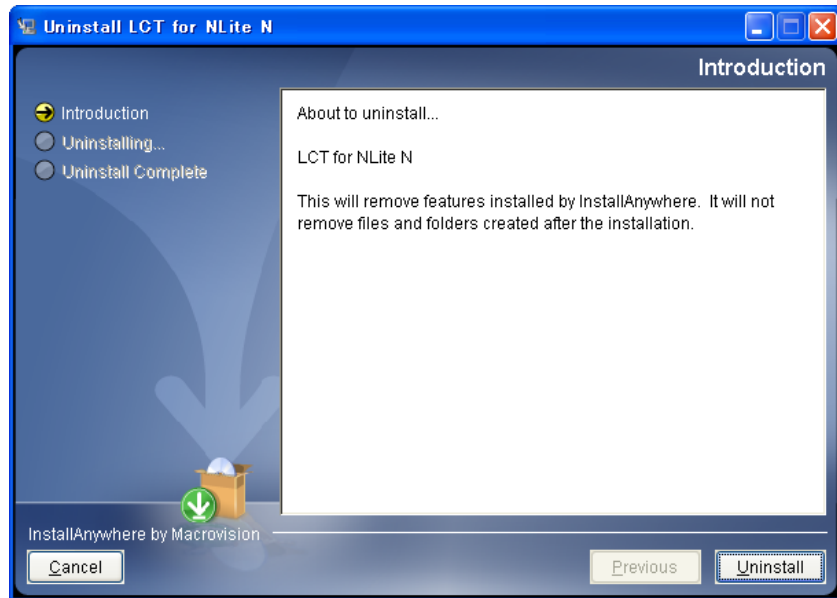 Uninstall LCT for NLite N
Introduction
Introduction
Uninstalling...
Uninstall Complete
About to uninstall...
LCT for NLite N
This will remove features installed by InstallAnywhere.  It will not
remove files and folders created after the installation.
InstallAnywhere by Macrovision
Cancel
Previous
Uninstall